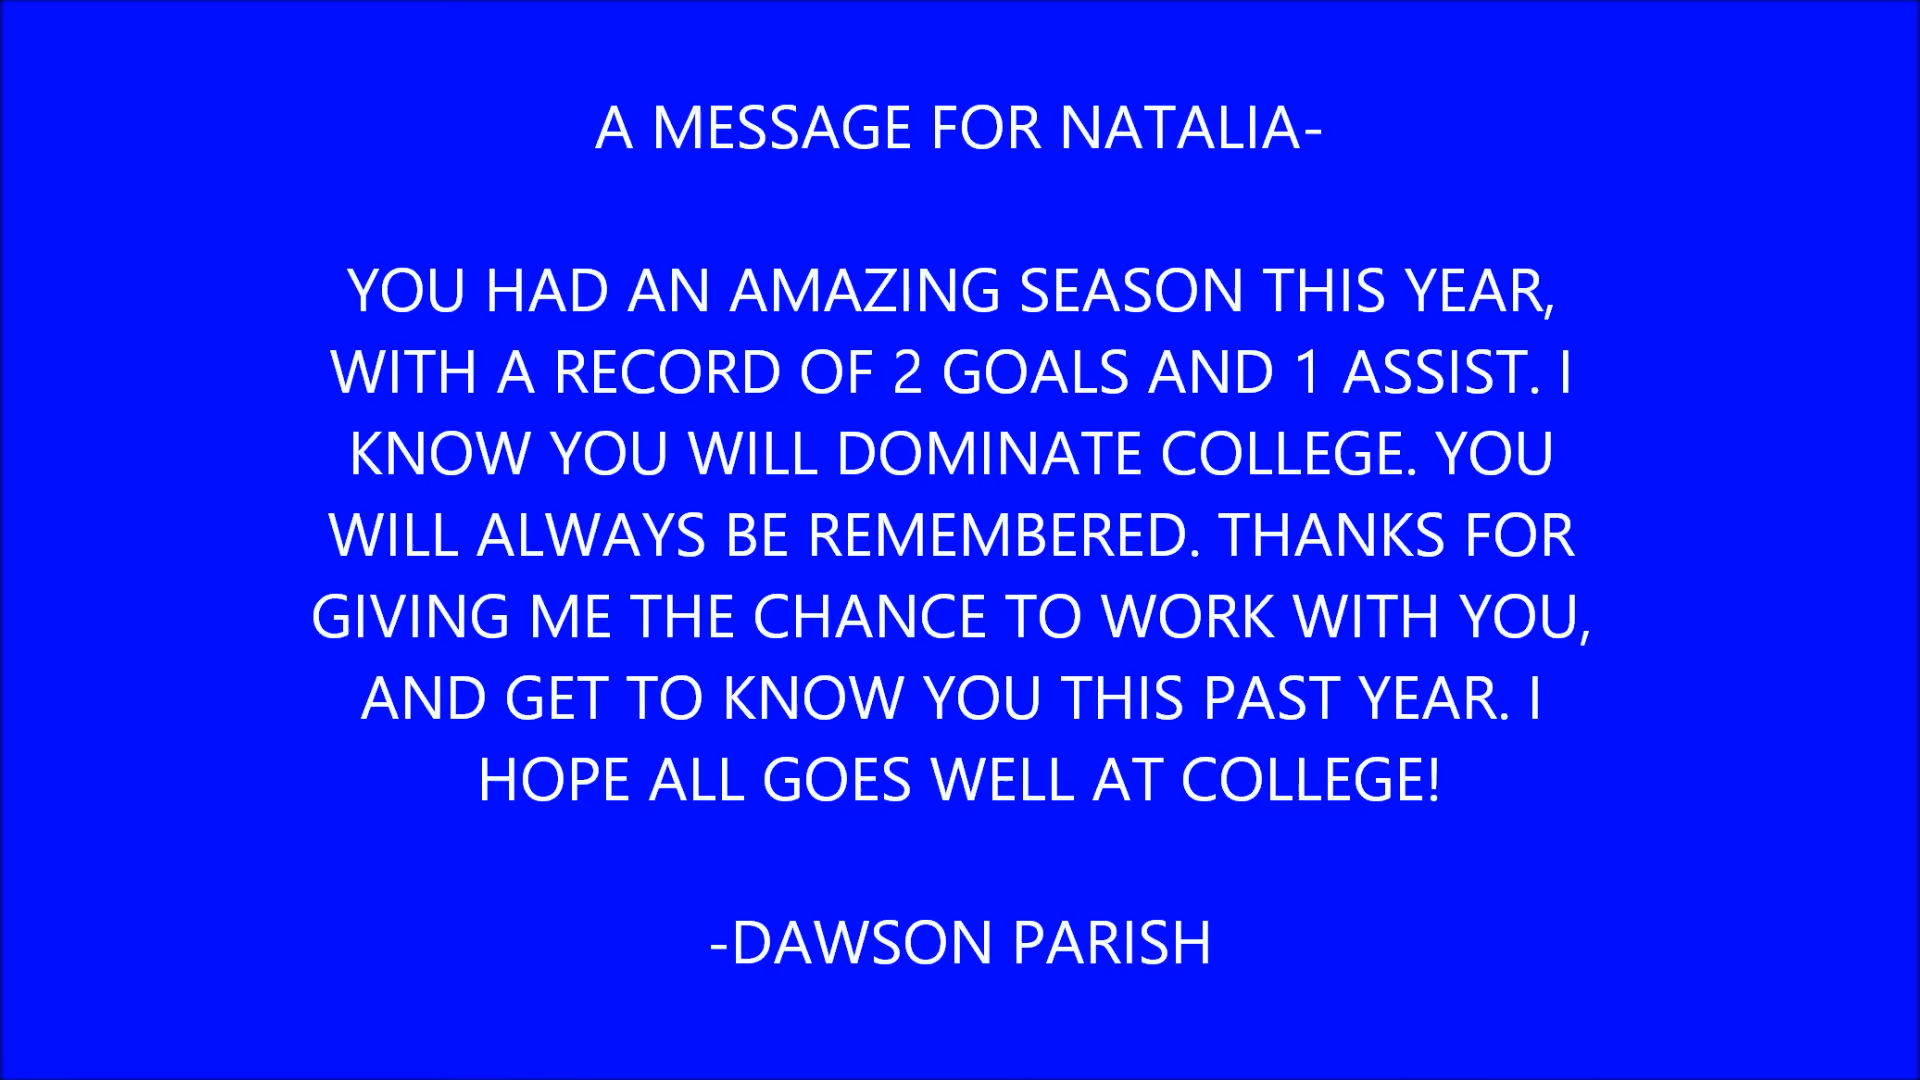 A MESSAGE FOR NATALIA-
YOU HAD AN AMAZING SEASON THIS YEAR,
WITH A RECORD OF 2 GOALS AND 1 ASSIST. I
KNOW YOU WILL DOMINATE COLLEGE. YOU
WILL ALWAYS BE REMEMBERED. THANKS FOR
GIVING ME THE CHANCE TO WORK WITH YOU,
AND GET TO KNOW YOU THIS PAST YEAR. I
HOPE ALL GOES WELL AT COLLEGE!
-DAWSON PARISH